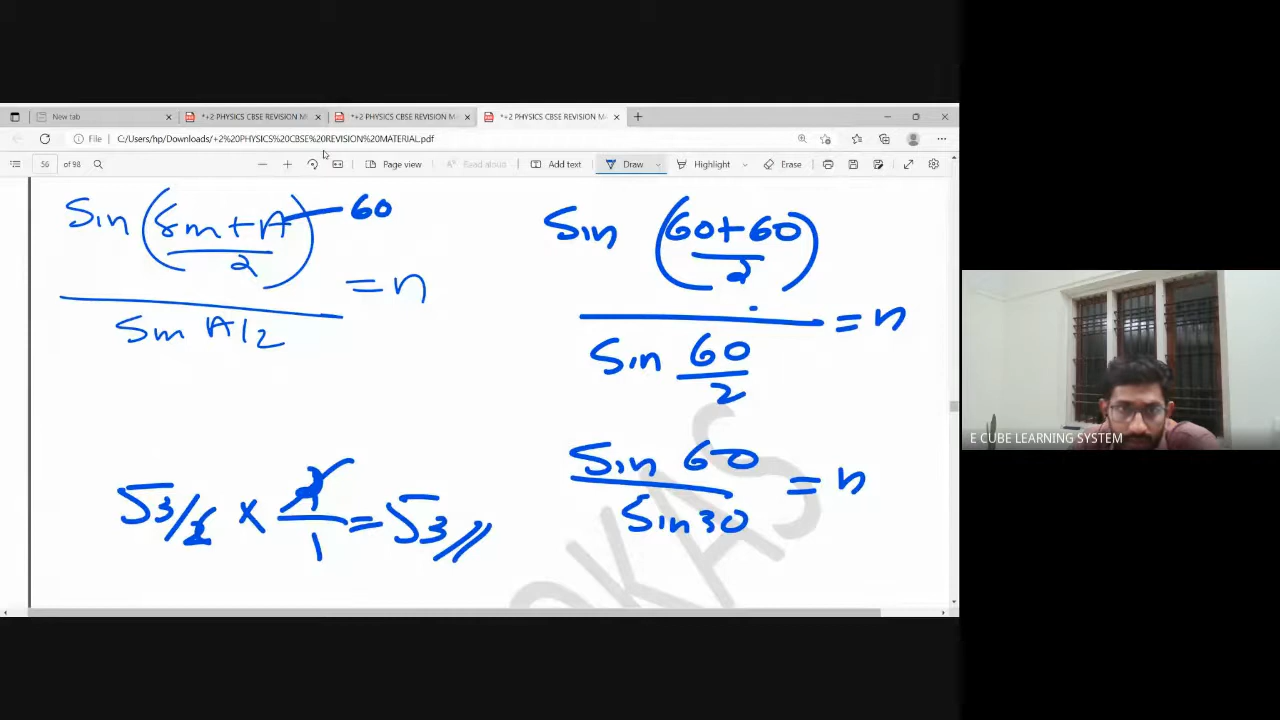 New tab
*+2 PHYSICS CBSE REVISION M
*+2 PHYSICS CBSE REVISION M
*+2 PHYSICS CBSE REVISION M
File
C:/Users/hp/Downloads/+2%20PHYSICS%20CBSE%20REVISION%20MATERIAL.pdf
56 of 98
Page view
Read aloud
Add text
Draw
Highlight
Erase
Sin (δm+A/2) 60
= n
Sin A/2
√3/2 × 2/1 = √3//
Sin (60+60/2)
= n
Sin 60/2
Sin 60
= n
Sin 30
E CUBE LEARNING SYSTEM